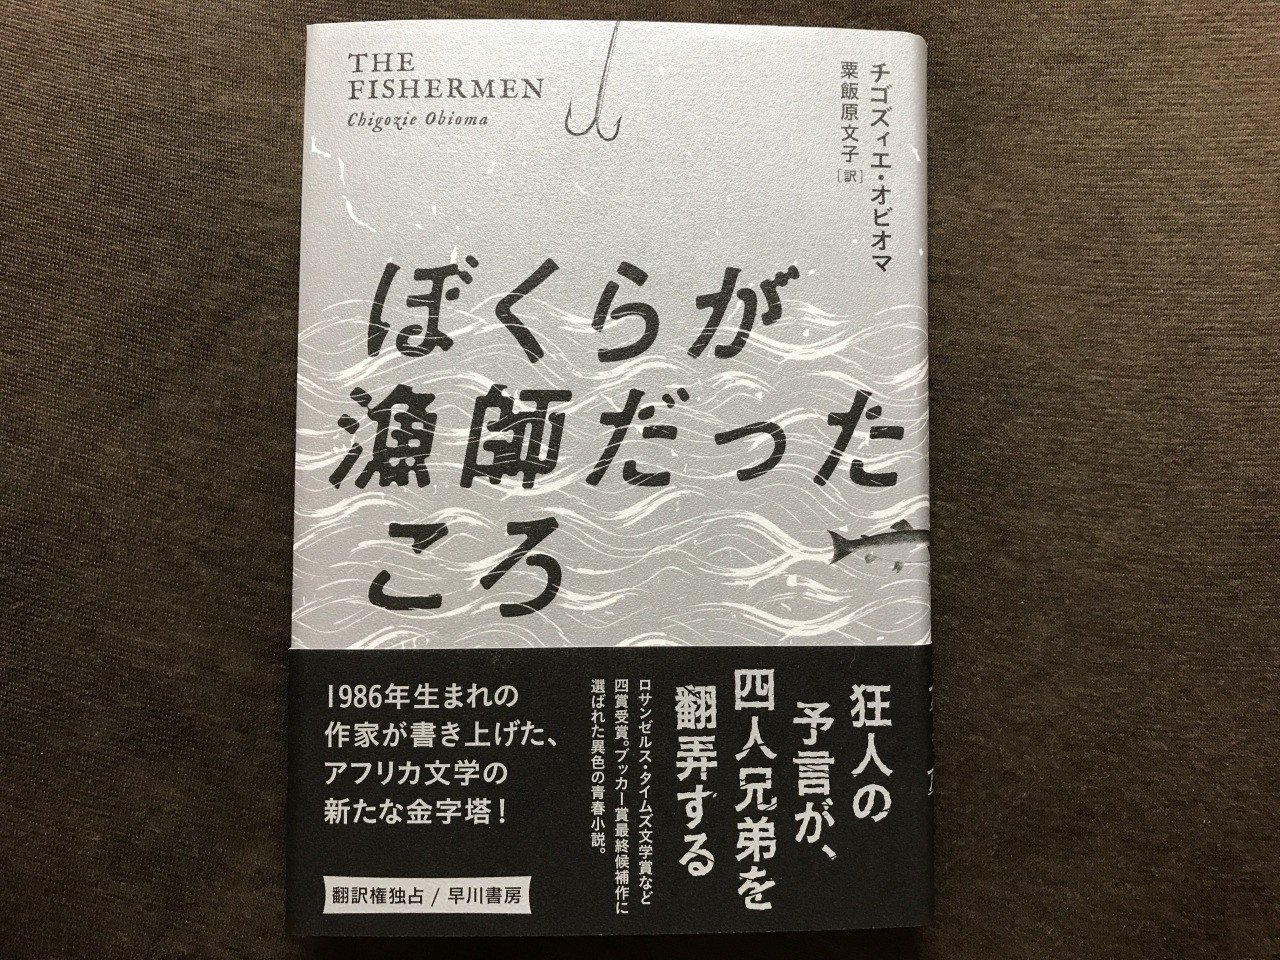 THE
FISHERMEN
Chigozie Obioma
チゴズィエ・オビオマ
粟飯原文子[訳]
ぼくらが
漁師だった
ころ
狂人の
予言が、
四人兄弟を
翻弄する
ロサンゼルス・タイムズ文学賞など
四賞受賞。ブッカー賞最終候補作に
選ばれた異色の青春小説。
1986年生まれの
作家が書き上げた、
アフリカ文学の
新たな金字塔!
翻訳権独占 / 早川書房